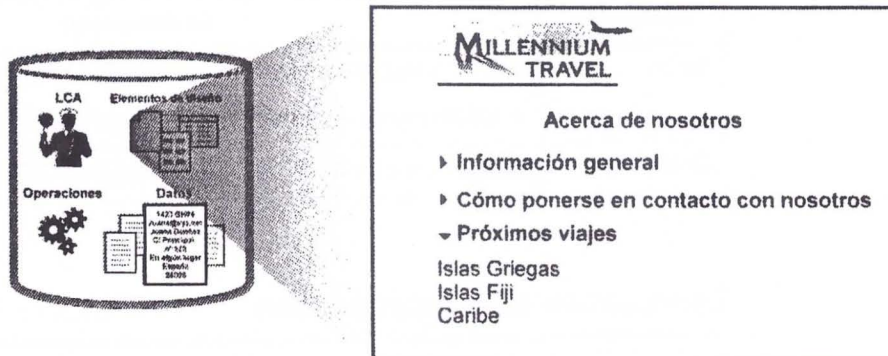 LCA
Elementos de diseño
Operaciones
Datos
España
MILLENNIUM
TRAVEL
Acerca de nosotros
Información general
Cómo ponerse en contacto con nosotros
Próximos viajes
Islas Griegas
Islas Fiji
Caribe